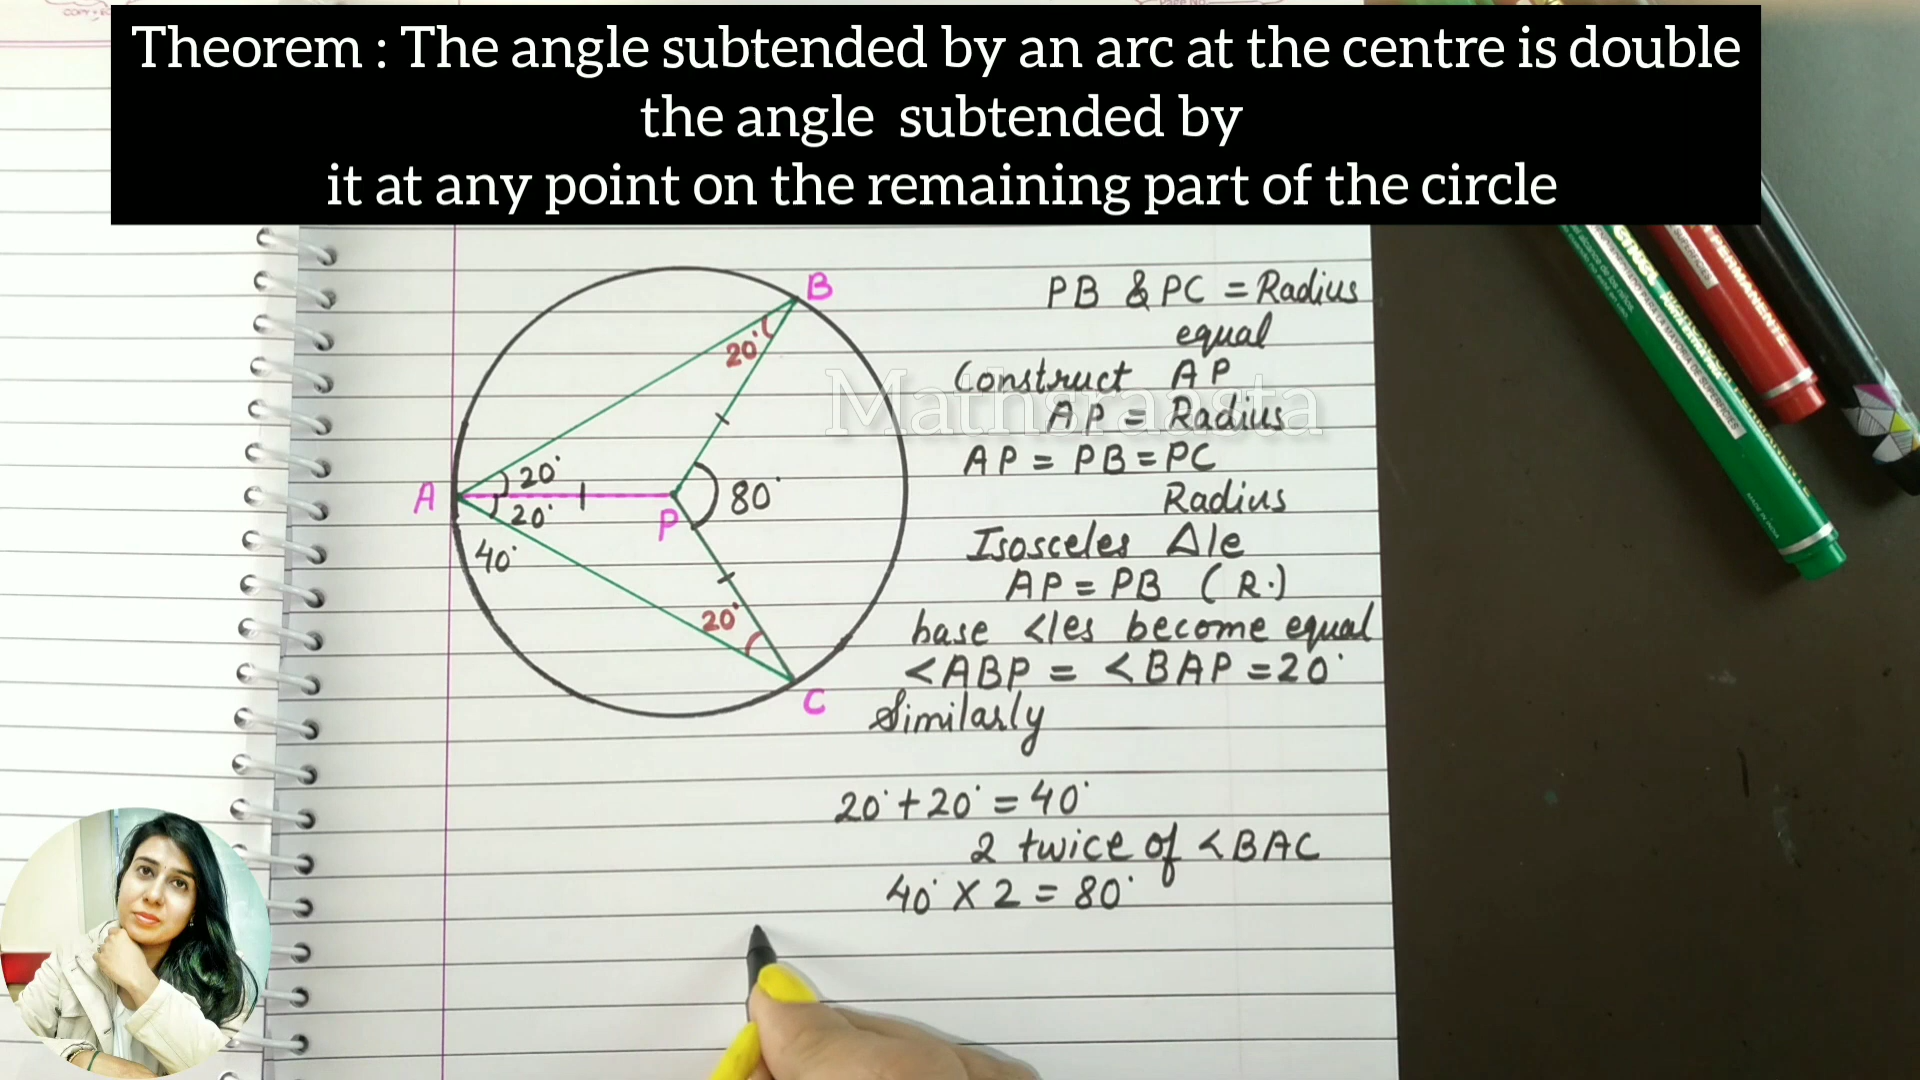 Theorem : The angle subtended by an arc at the centre is double
the angle subtended by
it at any point on the remaining part of the circle
B
20°
A
20°
20°
40°
P
80°
20°
C
PB & PC = Radius
equal
Construct AP
Mathsraasta
AP = Radius
AP = PB = PC
Radius
Isosceles Δle
AP = PB (R.)
base <les become equal
<ABP = <BAP = 20°
Similarly
20° + 20° = 40°
2 twice of <BAC
40° X 2 = 80°
PERMANENTE